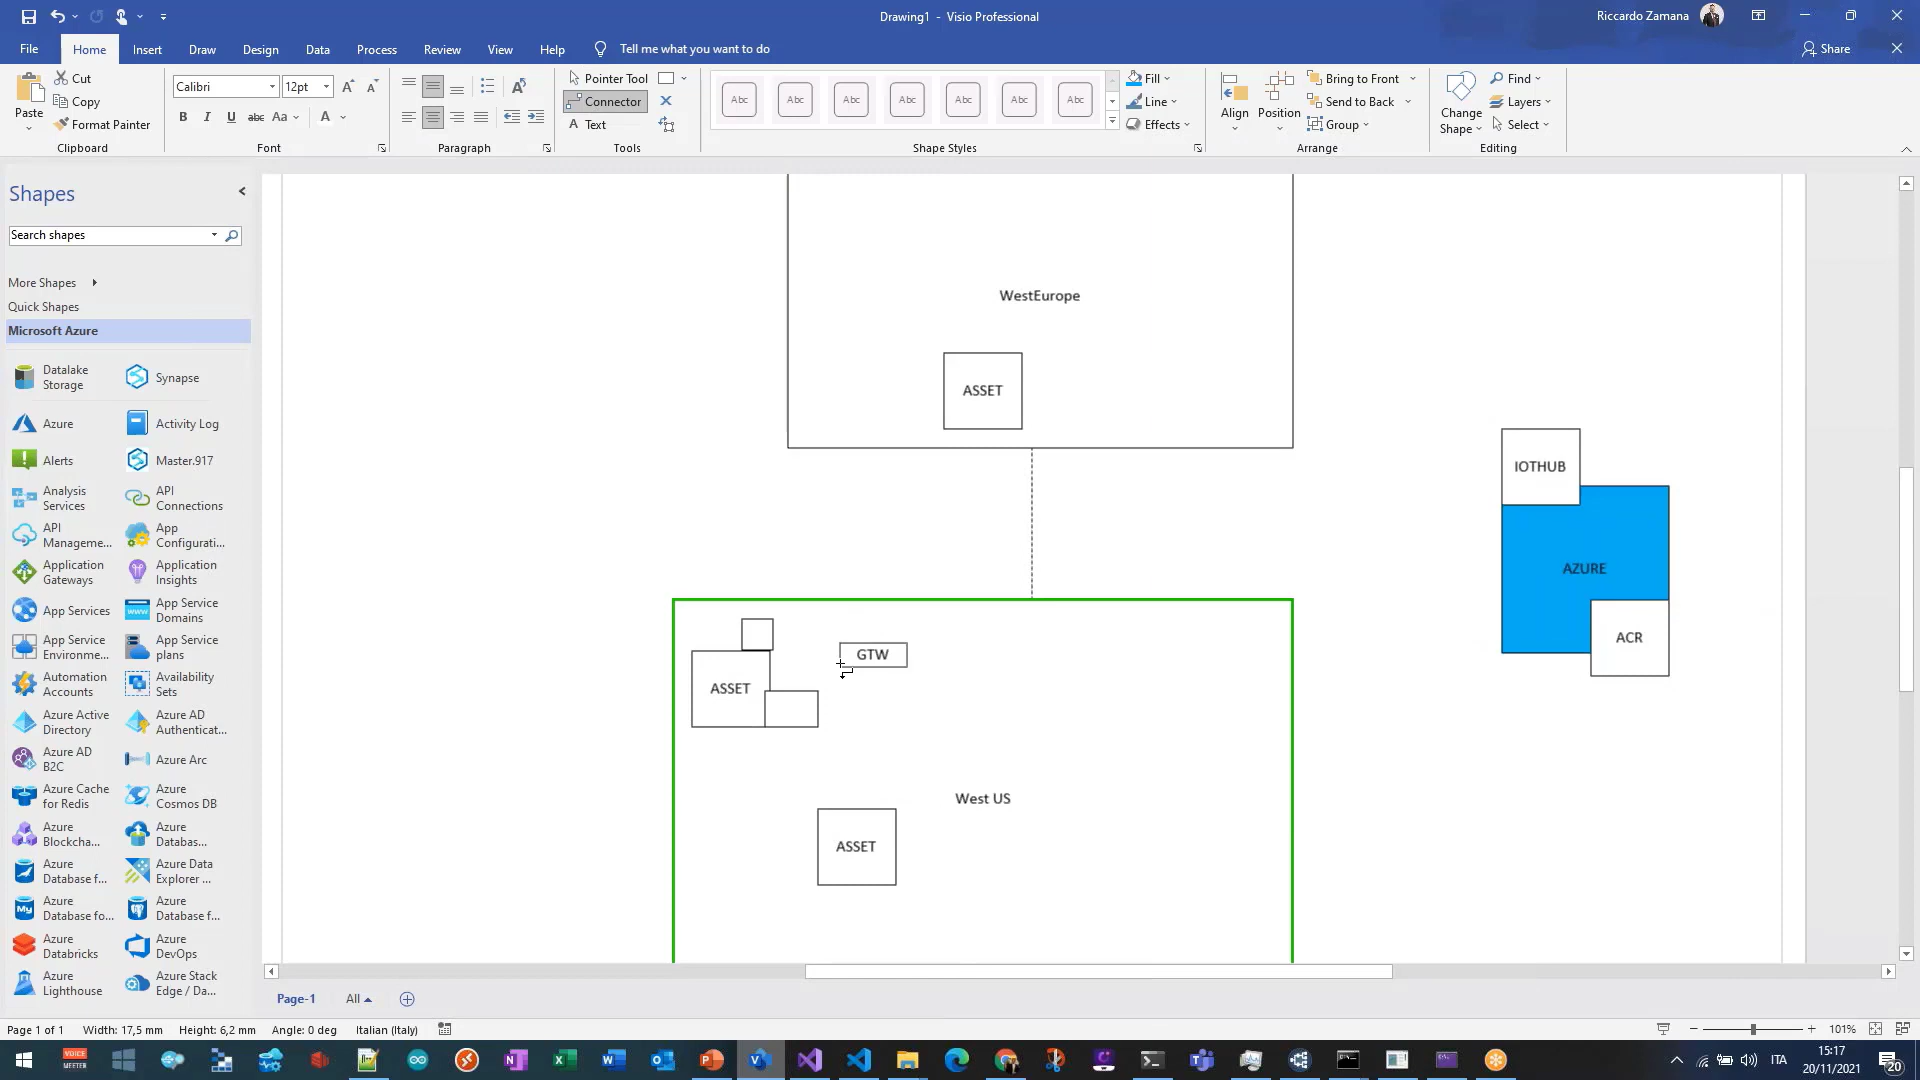 Drawing1 - Visio Professional
Riccardo Zamana
File
Home
Insert
Draw
Design
Data
Process
Review
View
Help
Tell me what you want to do
Share
Paste
Cut
Copy
Format Painter
Clipboard
Calibri
12pt
B I U abc Aa A
Font
Paragraph
Pointer Tool
Connector
A Text
Tools
Abc Abc Abc Abc Abc Abc Abc
Shape Styles
Fill
Line
Effects
Align
Position
Bring to Front
Send to Back
Group
Arrange
Change
Shape
Find
Layers
Select
Editing
Shapes
Search shapes
More Shapes
Quick Shapes
Microsoft Azure
Datalake
Storage
Synapse
Azure
Activity Log
Alerts
Master.917
Analysis
Services
API
Connections
API
Manageme...
App
Configurati...
Application
Gateways
Application
Insights
App Services
App Service
Domains
App Service
Environme...
App Service
plans
Automation
Accounts
Availability
Sets
Azure Active
Directory
Azure AD
Authenticat...
Azure AD
B2C
Azure Arc
Azure Cache
for Redis
Azure
Cosmos DB
Azure
Blockcha...
Azure
Databas...
Azure
Database f...
Azure Data
Explorer ...
Azure
Database fo...
Azure
Database f...
Azure
Databricks
Azure
DevOps
Azure
Lighthouse
Azure Stack
Edge / Da...
WestEurope
ASSET
IOTHUB
AZURE
ACR
GTW
ASSET
West US
ASSET
Page-1
All
Page 1 of 1
Width: 17,5 mm
Height: 6,2 mm
Angle: 0 deg
Italian (Italy)
101%
VOICE
MEETER
ITA
15:17
20/11/2021
20